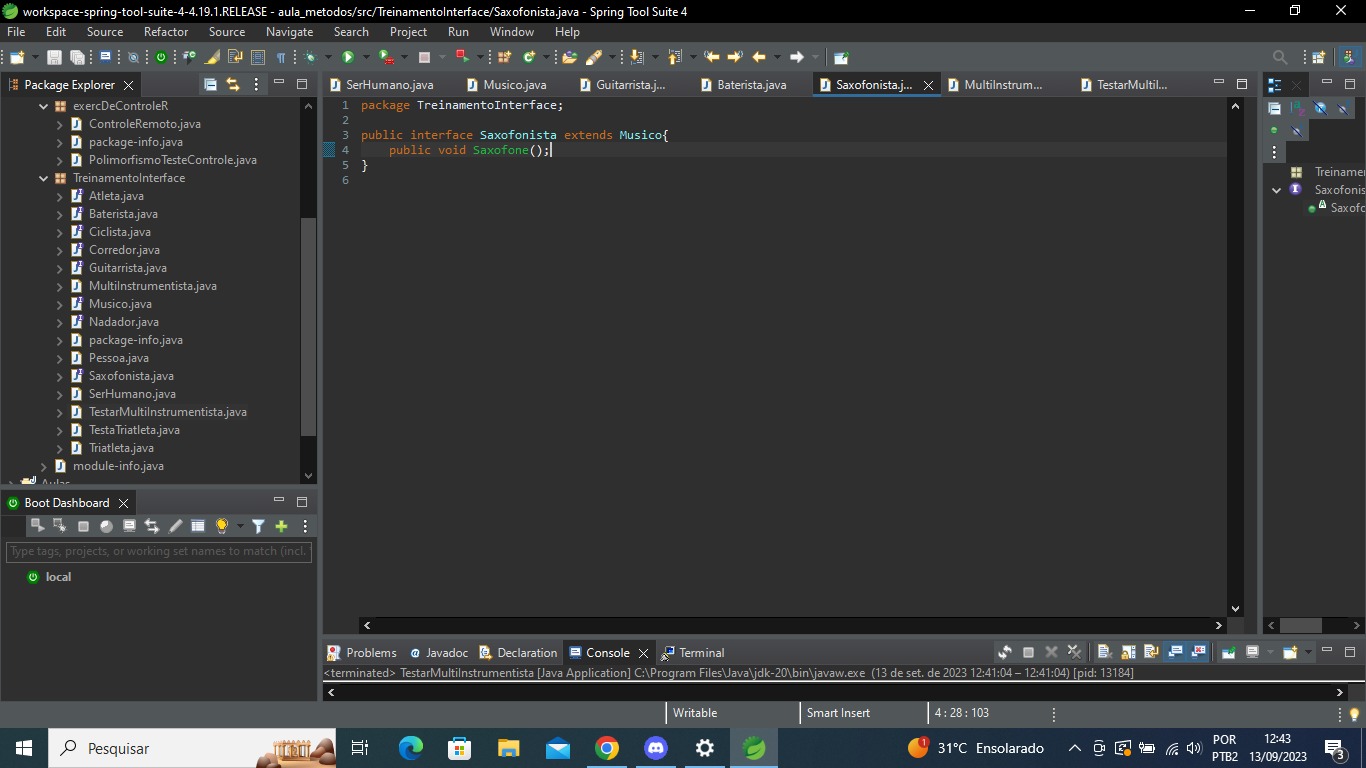 workspace-spring-tool-suite-4-4.19.1.RELEASE - aula_metodos/src/TreinamentoInterface/Saxofonista.java - Spring Tool Suite 4
File Edit Source Refactor Source Navigate Search Project Run Window Help
Package Explorer
exercDeControleR
ControleRemoto.java
package-info.java
PolimorfismoTesteControle.java
TreinamentoInterface
Atleta.java
Baterista.java
Ciclista.java
Corredor.java
Guitarrista.java
MultiInstrumentista.java
Musico.java
Nadador.java
package-info.java
Pessoa.java
Saxofonista.java
SerHumano.java
TestarMultiInstrumentista.java
TestaTriatleta.java
Triatleta.java
module-info.java
Aulas
Boot Dashboard
Type tags, projects, or working set names to match (incl.
local
SerHumano.java Musico.java Guitarrista.j... Baterista.java Saxofonista.j... MultiInstrum... TestarMultiI...
1 package TreinamentoInterface;
2
3 public interface Saxofonista extends Musico{
4 public void Saxofone();
5 }
6
Treinamen
Saxofonis
Saxofo
Problems Javadoc Declaration Console Terminal
<terminated> TestarMultiInstrumentista [Java Application] C:\Program Files\Java\jdk-20\bin\javaw.exe (13 de set. de 2023 12:41:04 – 12:41:04) [pid: 13184]
Writable Smart Insert 4 : 28 : 103
Pesquisar
1 31°C Ensolarado
POR
PTB2
12:43
13/09/2023
3